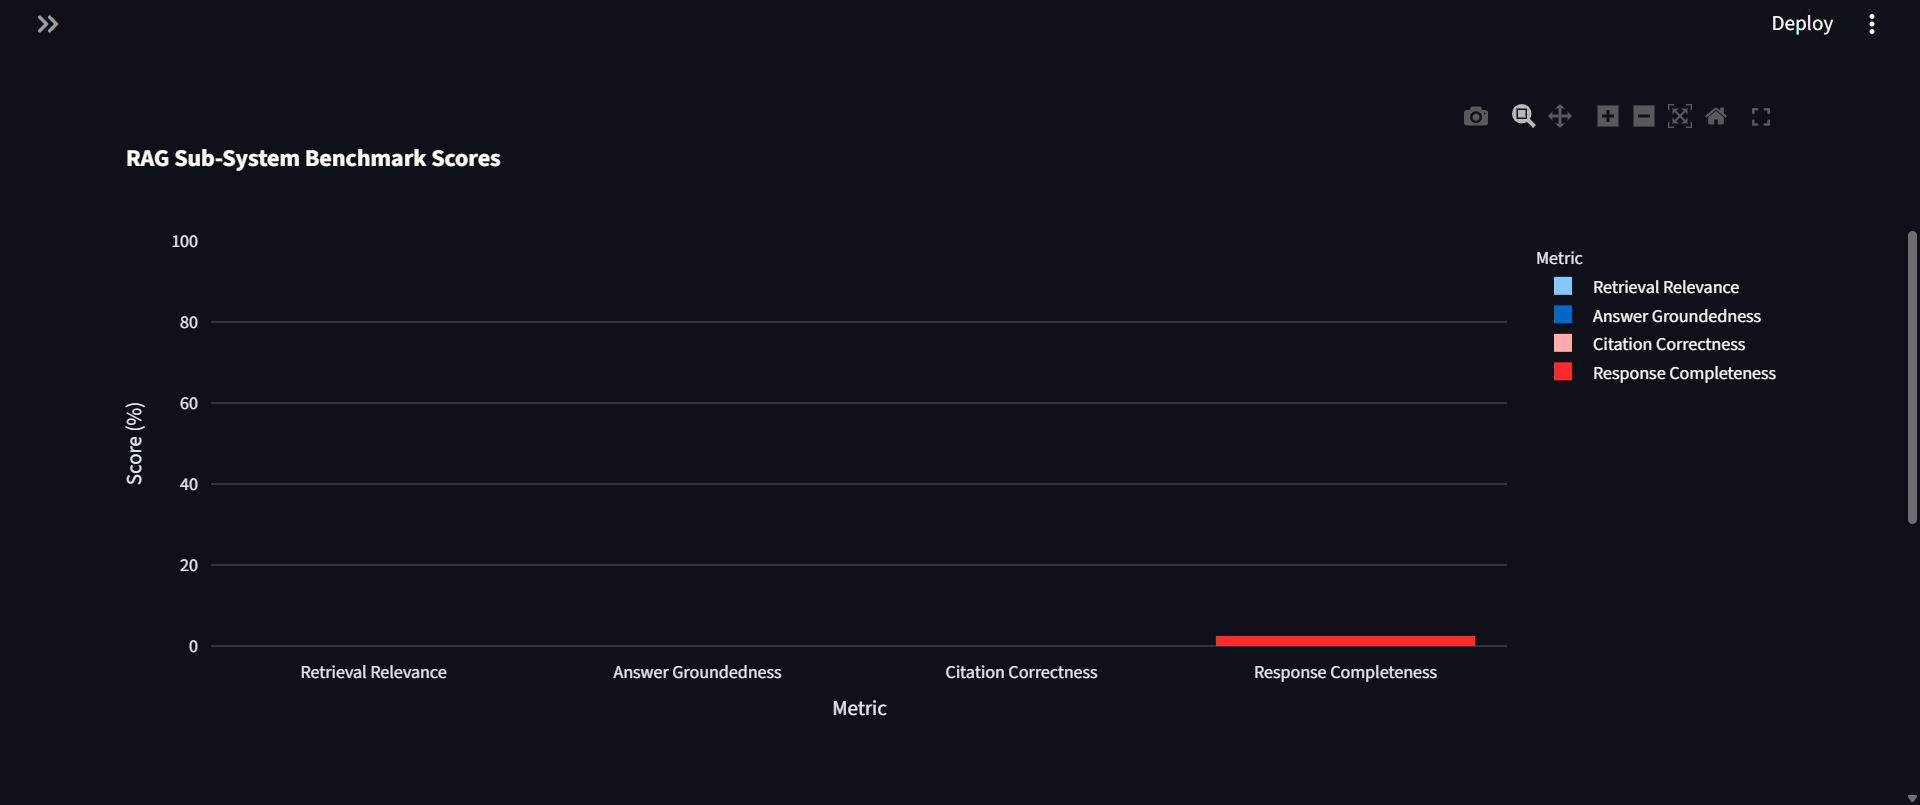 Deploy
RAG Sub-System Benchmark Scores
100
80
60
40
20
0
Score (%)
Retrieval Relevance
Answer Groundedness
Citation Correctness
Response Completeness
Metric
Metric
Retrieval Relevance
Answer Groundedness
Citation Correctness
Response Completeness